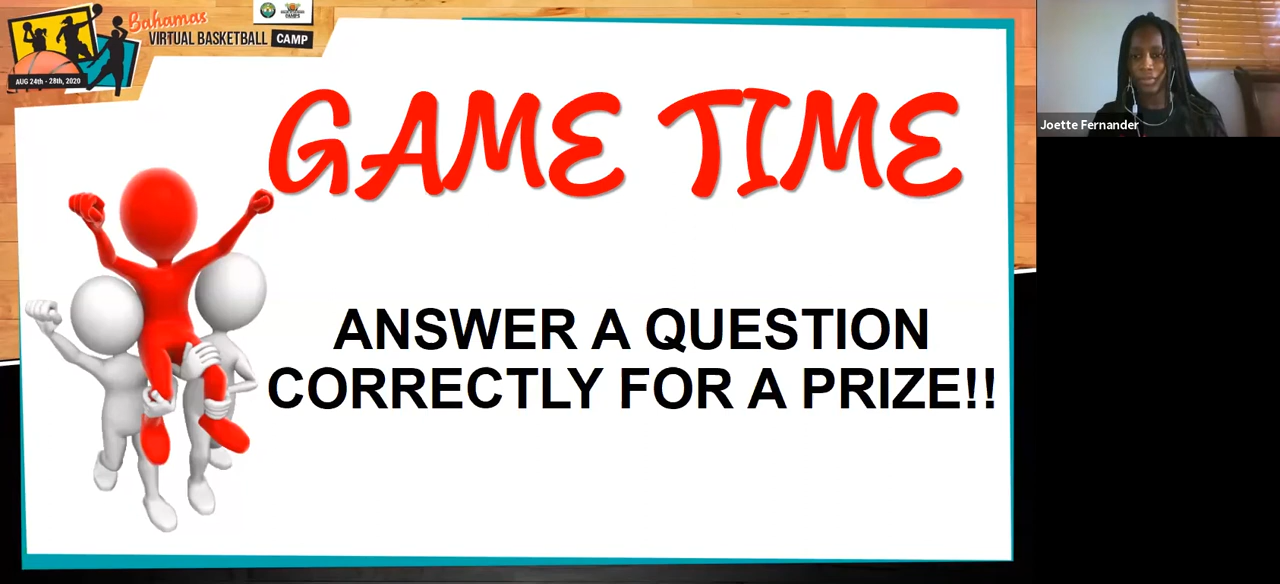 Bahamas
VIRTUAL BASKETBALL CAMP
AUG 24th - 28th, 2020
GAME TIME
ANSWER A QUESTION
CORRECTLY FOR A PRIZE!!
Joette Fernander